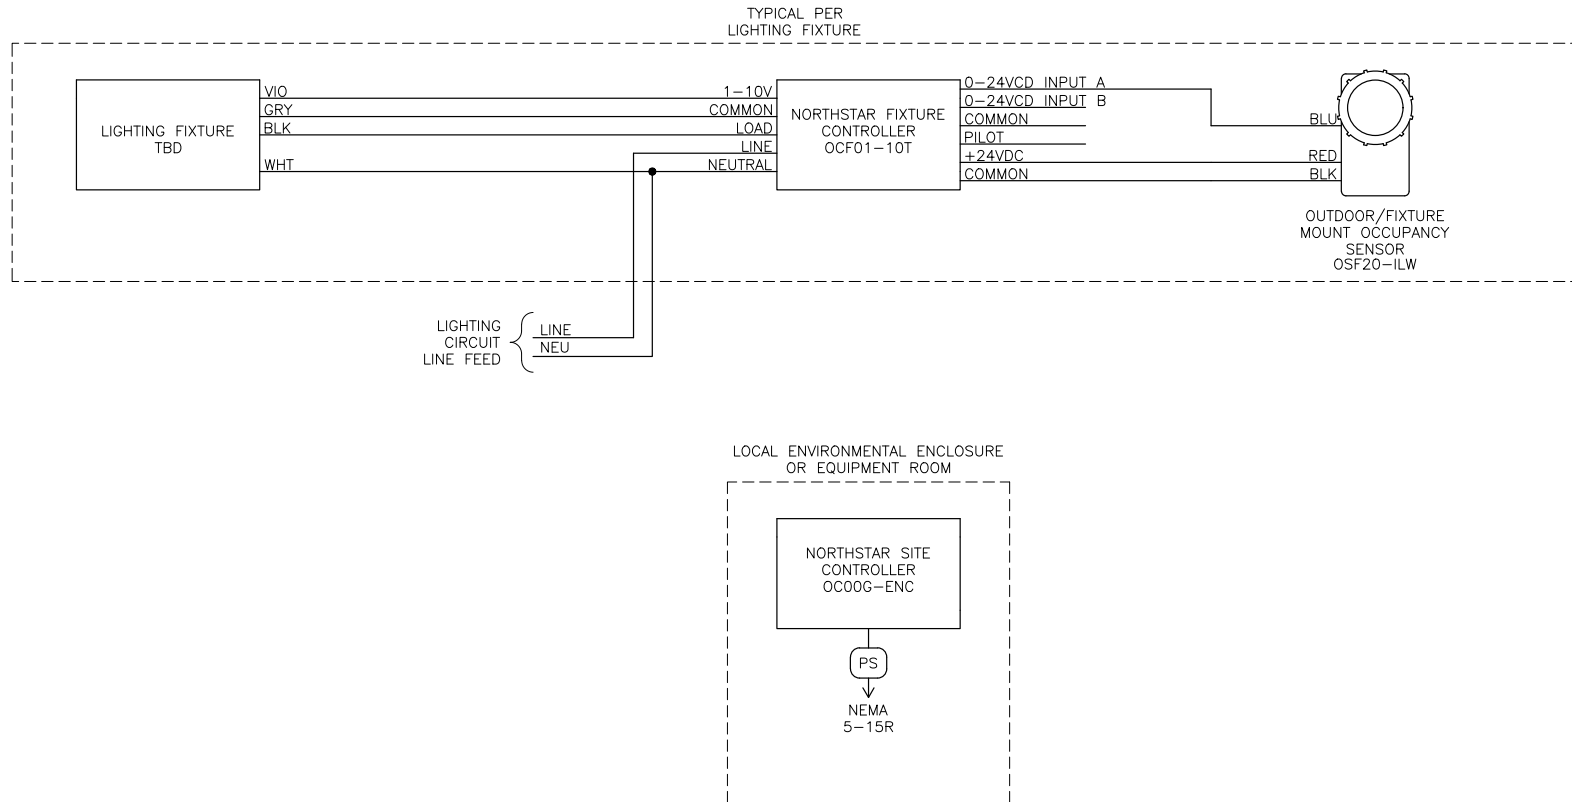 TYPICAL PER
LIGHTING FIXTURE
LIGHTING FIXTURE
TBD
VIO
GRY
BLK
WHT
1-10V
COMMON
LOAD
LINE
NEUTRAL
NORTHSTAR FIXTURE
CONTROLLER
OCF01-10T
0-24VCD INPUT A
0-24VCD INPUT B
COMMON
PILOT
+24VDC
COMMON
BLU
RED
BLK
OUTDOOR/FIXTURE
MOUNT OCCUPANCY
SENSOR
OSF20-ILW
LIGHTING
CIRCUIT
LINE FEED
LINE
NEU
LOCAL ENVIRONMENTAL ENCLOSURE
OR EQUIPMENT ROOM
NORTHSTAR SITE
CONTROLLER
OC00G-ENC
PS
NEMA
5-15R